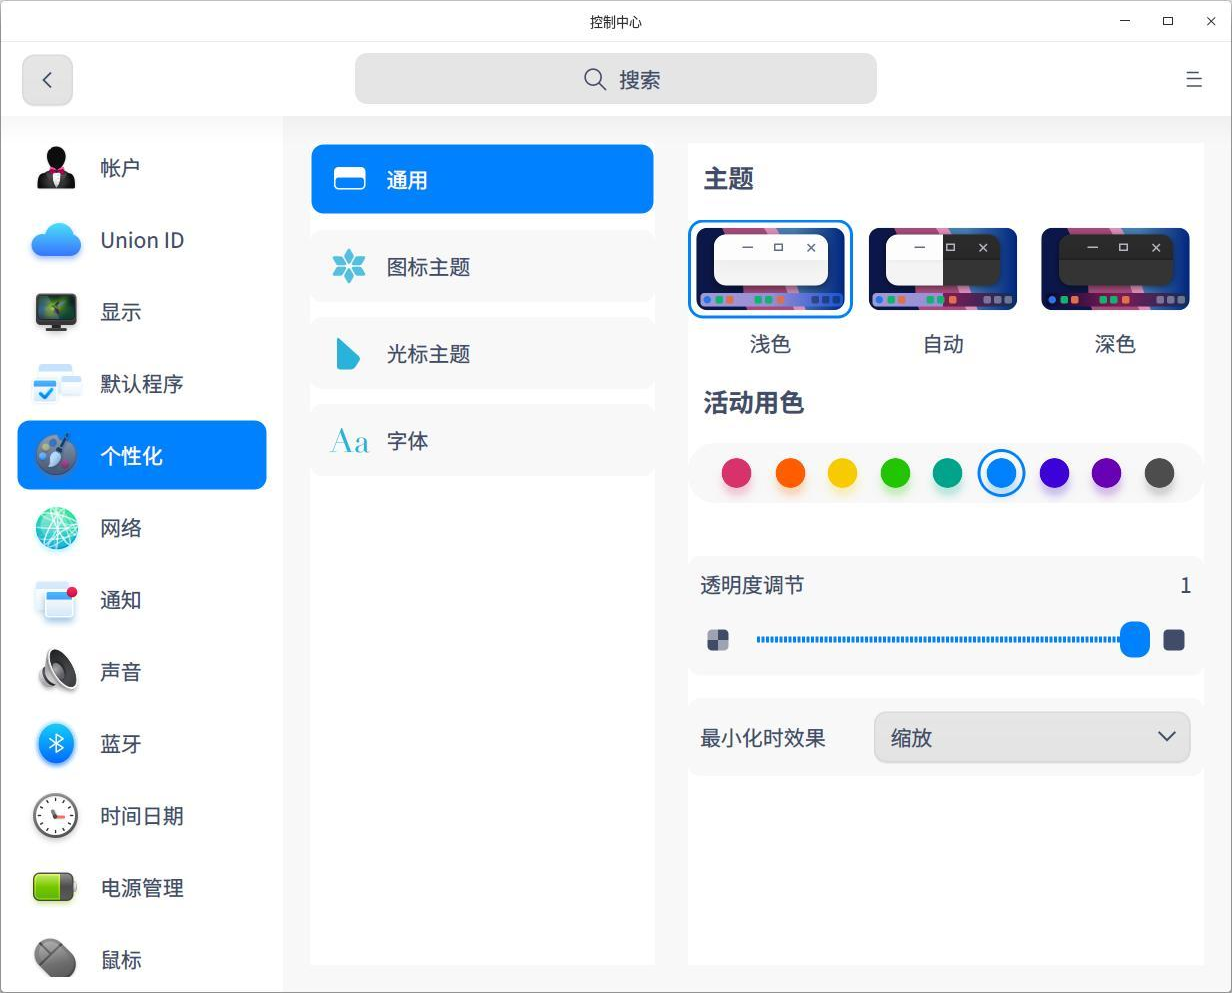 控制中心
搜索
帐户
Union ID
显示
默认程序
个性化
网络
通知
声音
蓝牙
时间日期
电源管理
鼠标
通用
图标主题
光标主题
Aa 字体
主题
浅色 自动 深色
活动用色
透明度调节 1
最小化时效果 缩放